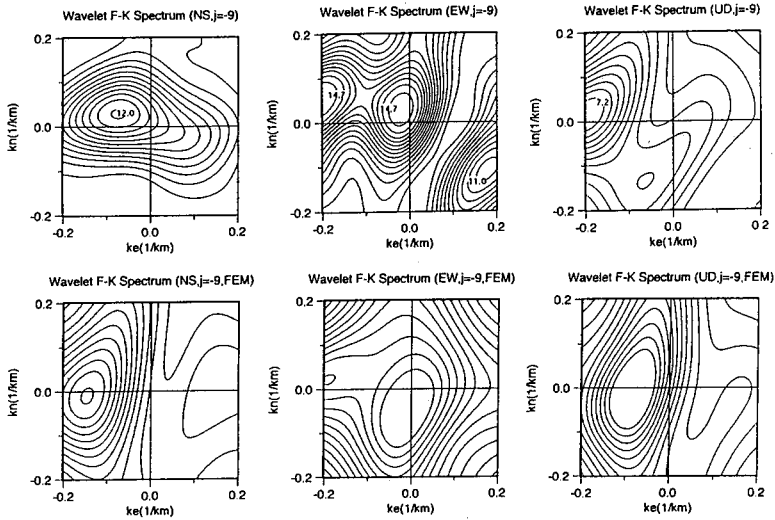 Wavelet F-K Spectrum (NS,j=-9)
Wavelet F-K Spectrum (EW,j=-9)
Wavelet F-K Spectrum (UD,j=-9)
0.2
0.0
-0.2
kn(1/km)
12.0
-0.2
0.0
0.2
ke(1/km)
0.2
0.0
-0.2
kn(1/km)
14.7
14.7
11.0
-0.2
0.0
0.2
ke(1/km)
0.2
0.0
-0.2
kn(1/km)
7.2
-0.2
0.0
0.2
ke(1/km)
Wavelet F-K Spectrum (NS,j=-9,FEM)
Wavelet F-K Spectrum (EW,j=-9,FEM)
Wavelet F-K Spectrum (UD,j=-9,FEM)
0.2
0.0
-0.2
kn(1/km)
-0.2
0.0
0.2
ke(1/km)
0.2
0.0
-0.2
kn(1/km)
-0.2
0.0
0.2
ke(1/km)
0.2
0.0
-0.2
kn(1/km)
-0.2
0.0
0.2
ke(1/km)